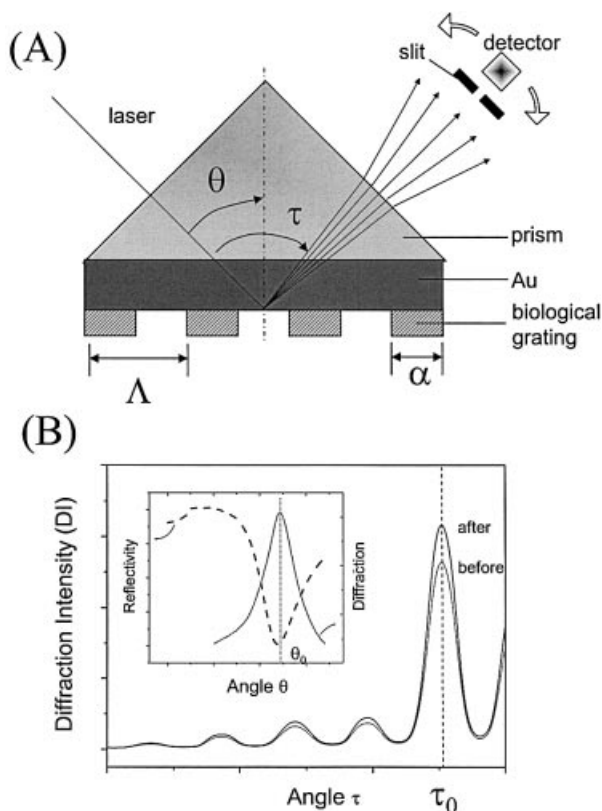 (A)
detector
slit
laser
θ
τ
prism
Au
biological
grating
Λ
α
(B)
Diffraction Intensity (DI)
after
before
Reflectivity
Diffraction
θ₀
Angle θ
Angle τ
τ₀